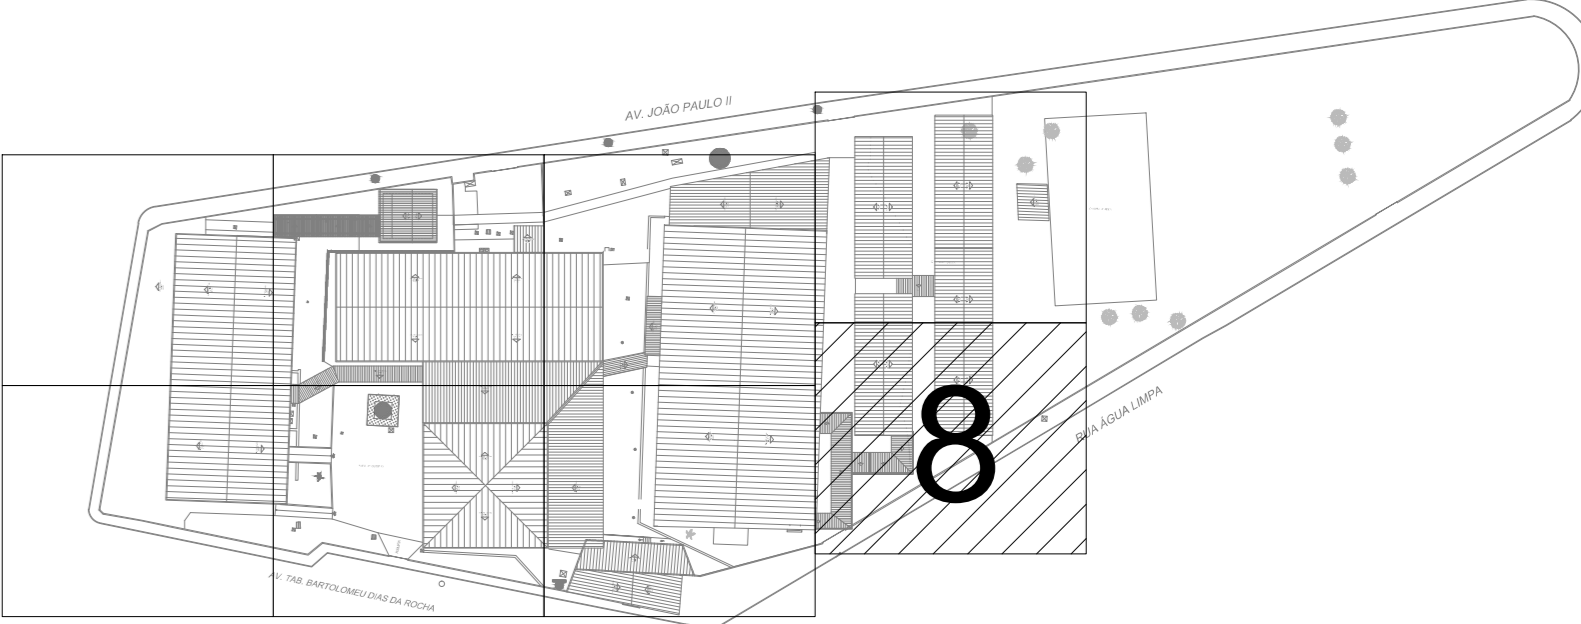 AV. JOÃO PAULO II
8
RUA ÁGUA LIMPA
AV. TAB. BARTOLOMEU DIAS DA ROCHA